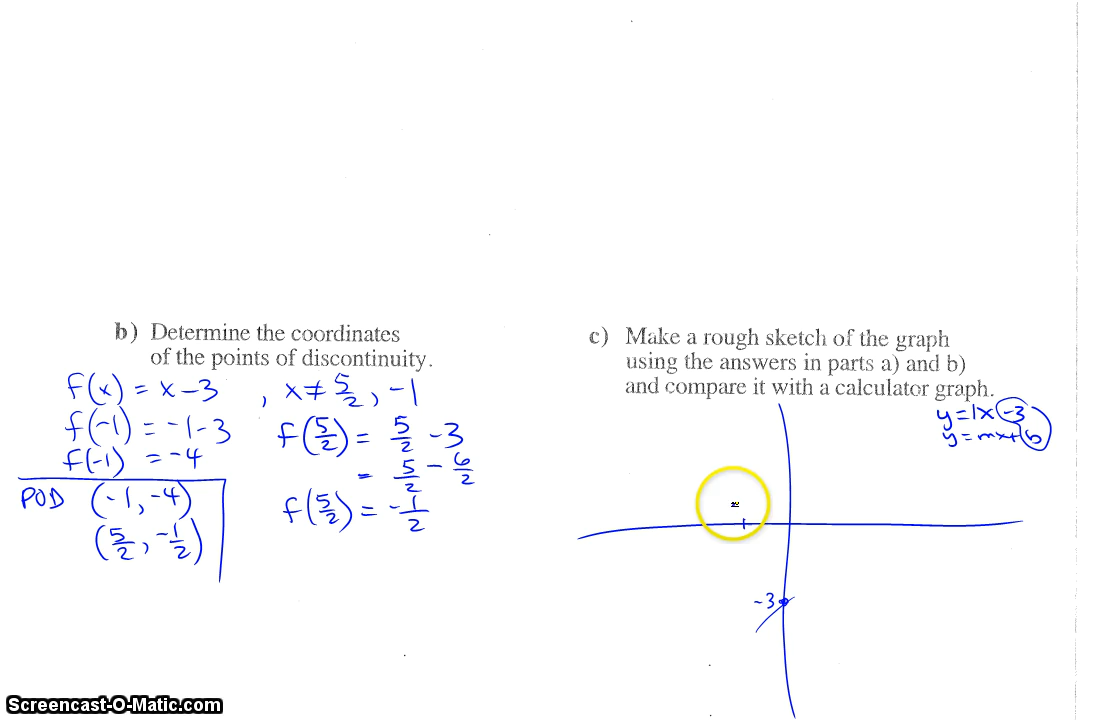 b) Determine the coordinates
of the points of discontinuity.
f(x) = x - 3 , x ≠ 5/2, -1
f(-1) = -1 - 3
f(-1) = -4
f(5/2) = 5/2 - 3
= 5/2 - 6/2
f(5/2) = -1/2
POD (-1, -4)
(5/2, -1/2)
c) Make a rough sketch of the graph
using the answers in parts a) and b)
and compare it with a calculator graph.
y = 1x - 3
y = mx + b
-3
Screencast-O-Matic.com